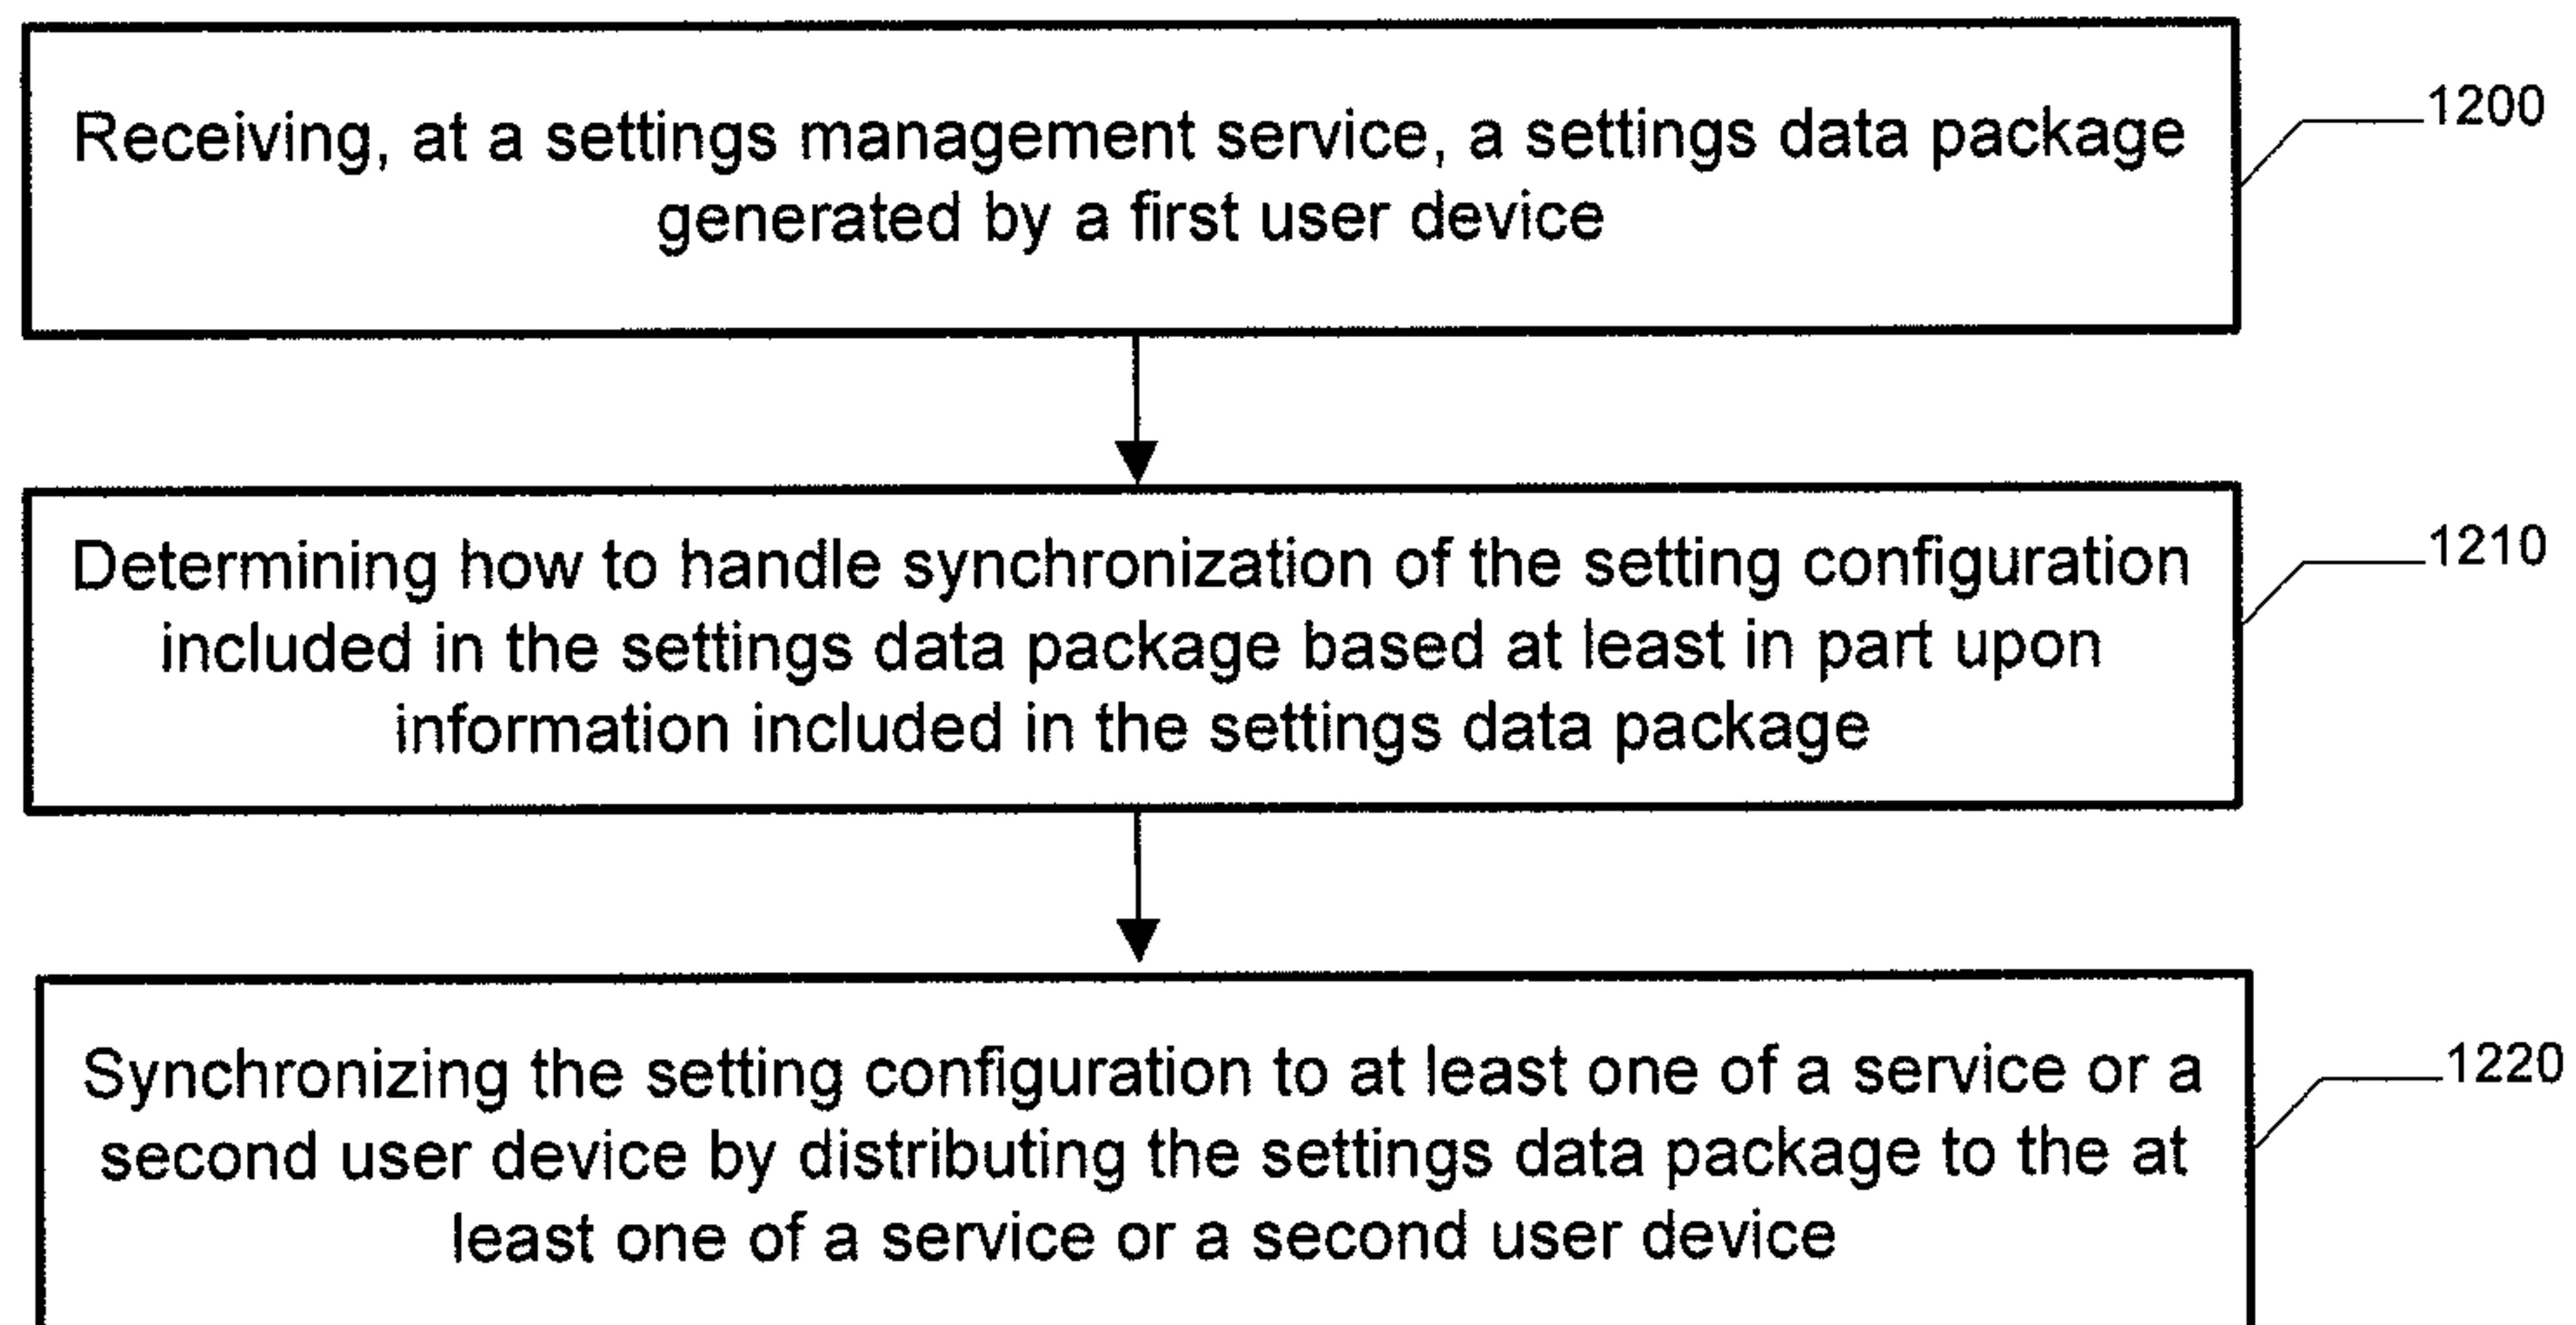 Receiving, at a settings management service, a settings data package
generated by a first user device
1200
Determining how to handle synchronization of the setting configuration
included in the settings data package based at least in part upon
information included in the settings data package
1210
Synchronizing the setting configuration to at least one of a service or a
second user device by distributing the settings data package to the at
least one of a service or a second user device
1220